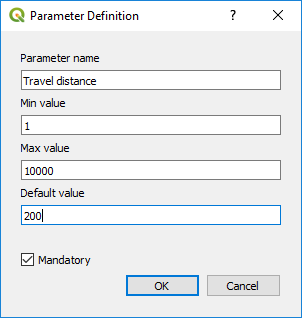 Parameter Definition
Parameter name
Travel distance
Min value
1
Max value
10000
Default value
200
Mandatory
OK Cancel